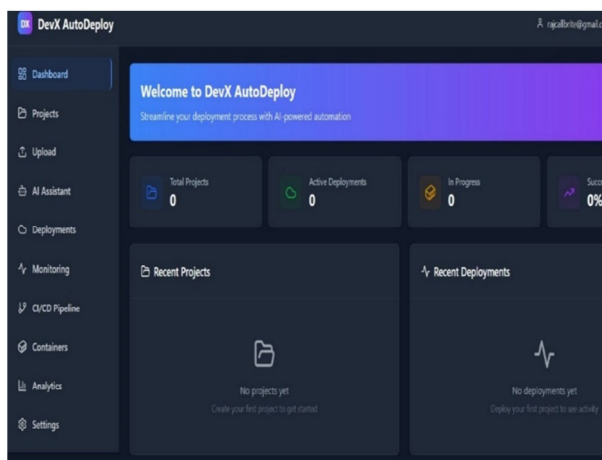 DX DevX AutoDeploy
Dashboard
Projects
Upload
AI Assistant
Deployments
Monitoring
CI/CD Pipeline
Containers
Analytics
Settings
Welcome to DevX AutoDeploy
Streamline your deployment process with AI-powered automation
Total Projects
0
Active Deployments
0
In Progress
0
0%
Recent Projects
No projects yet
Create your first project to get started
Recent Deployments
No deployments yet
Deploy your first project to see activity